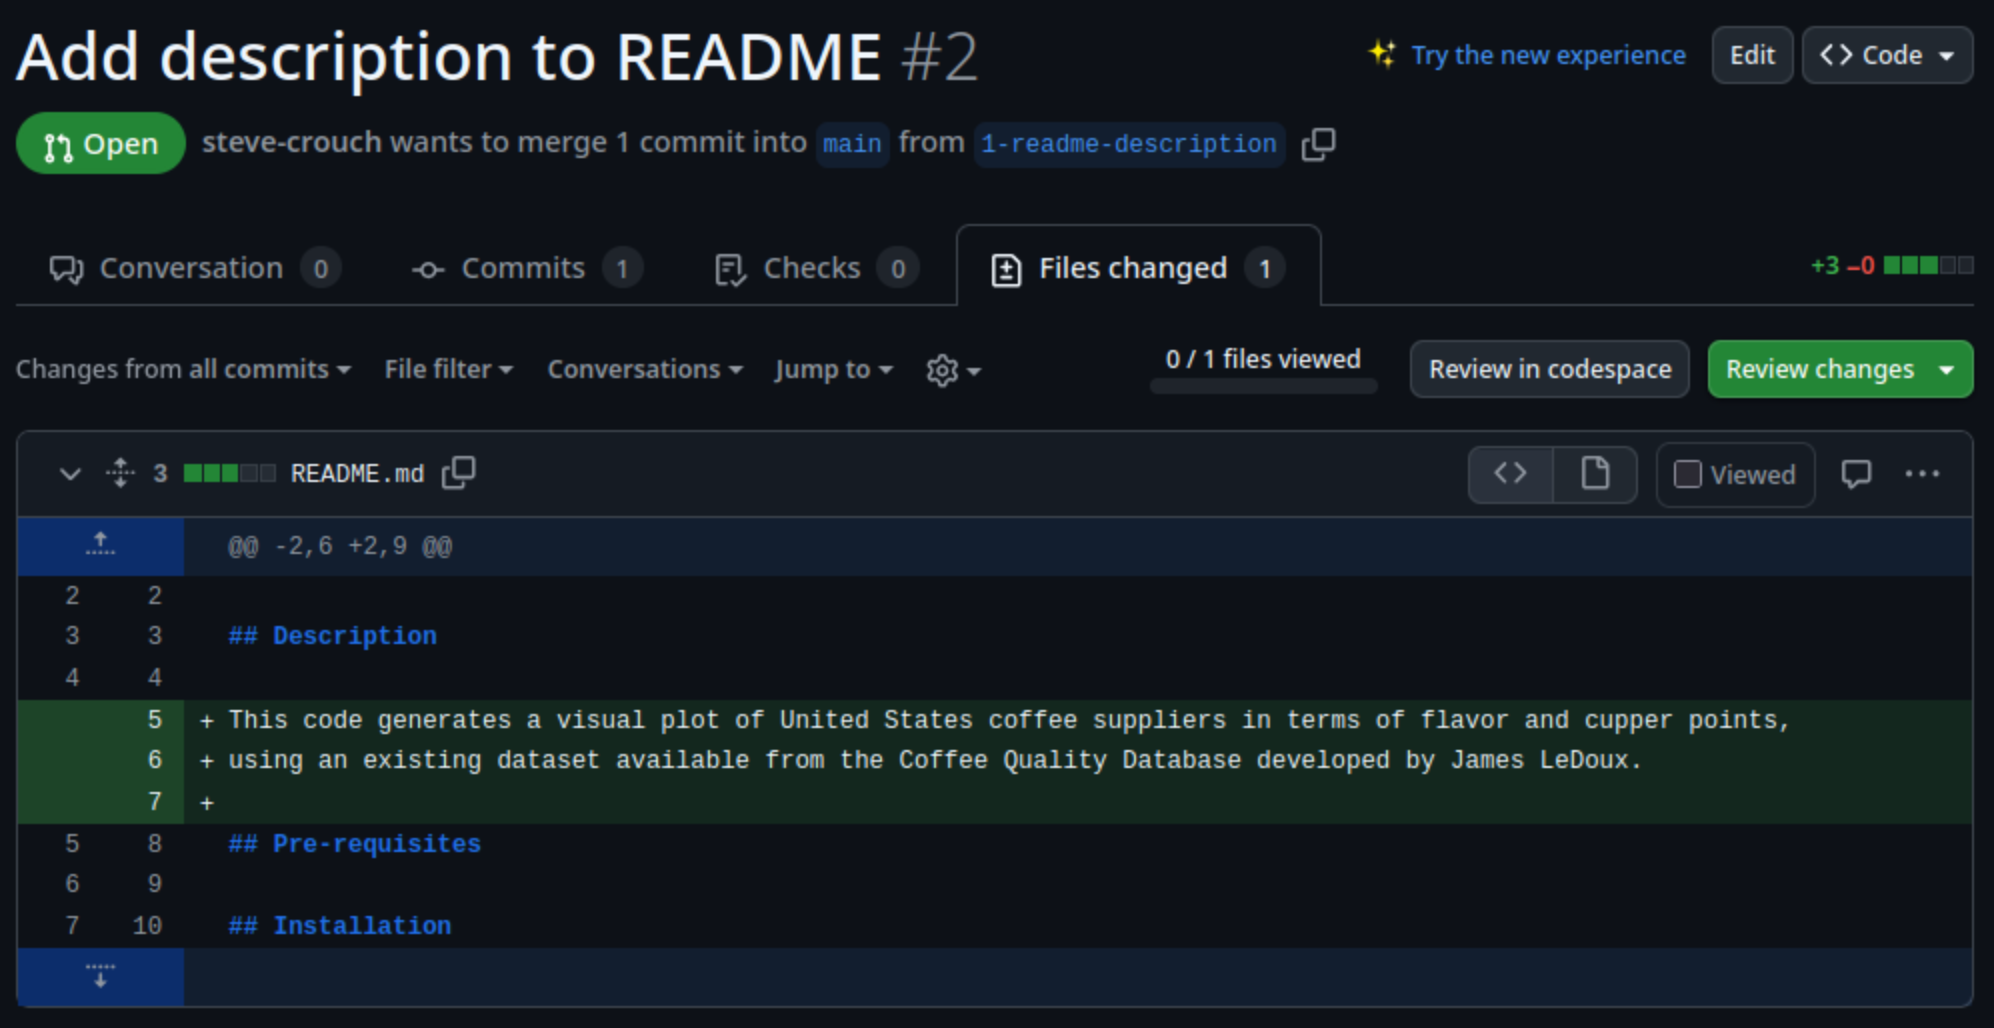 Add description to README #2
Try the new experience
Edit
<> Code
Open
steve-crouch wants to merge 1 commit into main from 1-readme-description
Conversation 0
Commits 1
Checks 0
Files changed 1
+3 −0
Changes from all commits
File filter
Conversations
Jump to
0 / 1 files viewed
Review in codespace
Review changes
3 README.md
Viewed
@@ -2,6 +2,9 @@
2 2
3 3 ## Description
4 4
5 + This code generates a visual plot of United States coffee suppliers in terms of flavor and cupper points,
6 + using an existing dataset available from the Coffee Quality Database developed by James LeDoux.
7 +
5 8 ## Pre-requisites
6 9
7 10 ## Installation